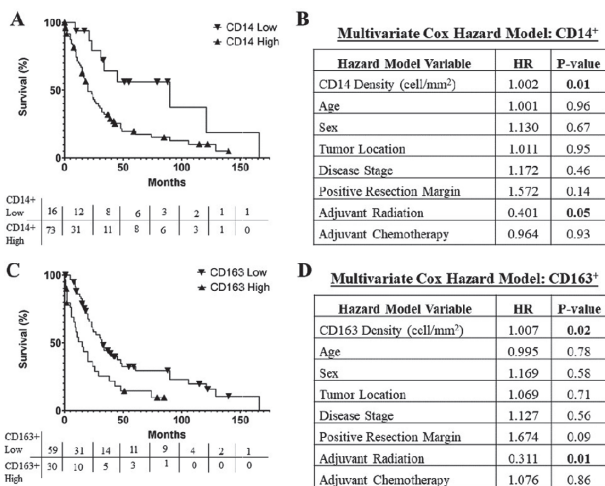 A
CD14 Low
CD14 High
Survival (%)
100
50
0
0 50 100 150
Months
CD14+
Low 16 12 8 6 3 2 1 1
CD14+
High 73 31 11 8 6 3 1 0
B
Multivariate Cox Hazard Model: CD14+
Hazard Model Variable HR P-value
CD14 Density (cell/mm²) 1.002 0.01
Age 1.001 0.96
Sex 1.130 0.67
Tumor Location 1.011 0.95
Disease Stage 1.172 0.46
Positive Resection Margin 1.572 0.14
Adjuvant Radiation 0.401 0.05
Adjuvant Chemotherapy 0.964 0.93
C
CD163 Low
CD163 High
Survival (%)
100
50
0
0 50 100 150
Months
CD163+
Low 59 31 14 11 9 4 2 1
CD163+ 30 10 5 3 1 0 0 0
High
D
Multivariate Cox Hazard Model: CD163+
Hazard Model Variable HR P-value
CD163 Density (cell/mm²) 1.007 0.02
Age 0.995 0.78
Sex 1.169 0.58
Tumor Location 1.069 0.71
Disease Stage 1.127 0.56
Positive Resection Margin 1.674 0.09
Adjuvant Radiation 0.311 0.01
Adjuvant Chemotherapy 1.076 0.86